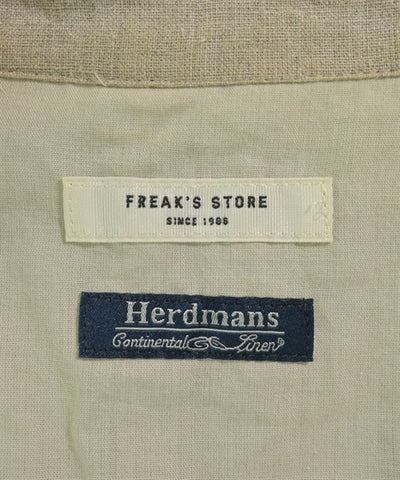 FREAK'S STORE
SINCE 1986
Herdmans
Continental Linen